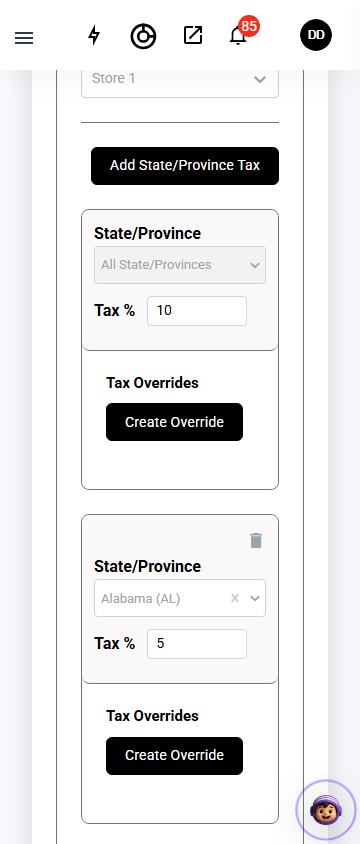 85
DD
Store 1
Add State/Province Tax
State/Province
All State/Provinces
Tax % 10
Tax Overrides
Create Override
State/Province
Alabama (AL)
Tax % 5
Tax Overrides
Create Override